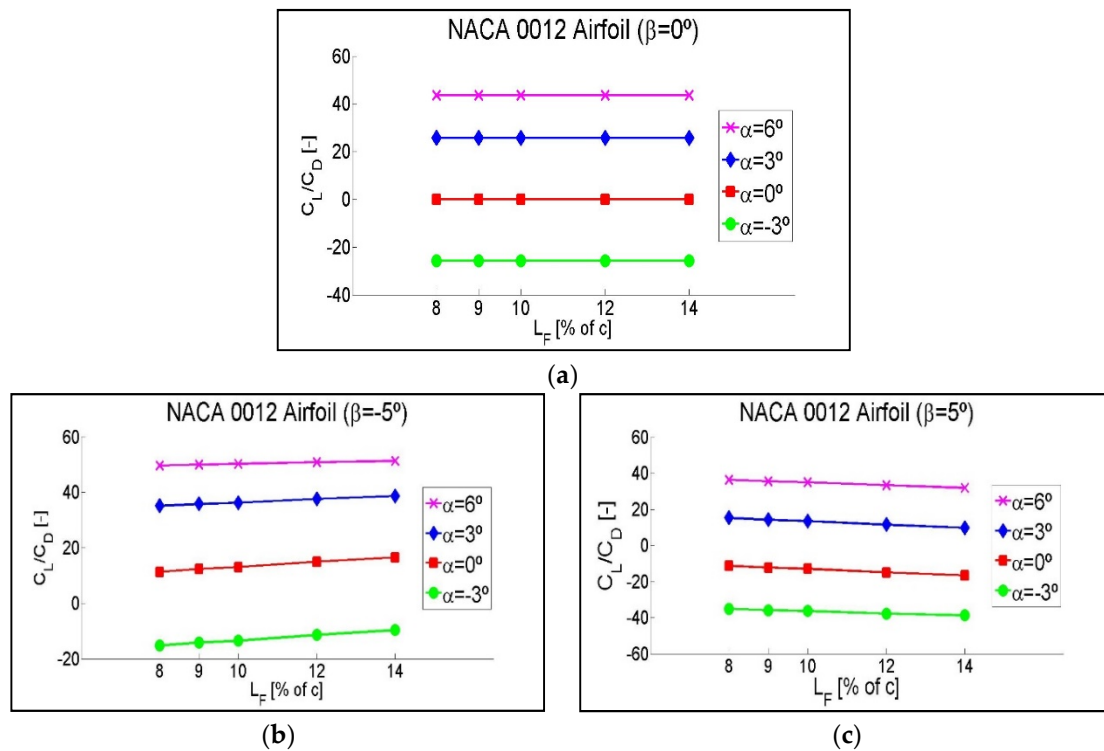 NACA 0012 Airfoil (β=0º)
60
40
20
0
-20
-40
C_L/C_D [-]
8 9 10 12 14
L_F [% of c]
α=6º
α=3º
α=0º
α=-3º
(a)
NACA 0012 Airfoil (β=-5º)
60
40
20
0
-20
C_L/C_D [-]
8 9 10 12 14
L_F [% of c]
α=6º
α=3º
α=0º
α=-3º
(b)
NACA 0012 Airfoil (β=5º)
60
40
20
0
-20
-40
-60
C_L/C_D [-]
8 9 10 12 14
L_F [% of c]
α=6º
α=3º
α=0º
α=-3º
(c)